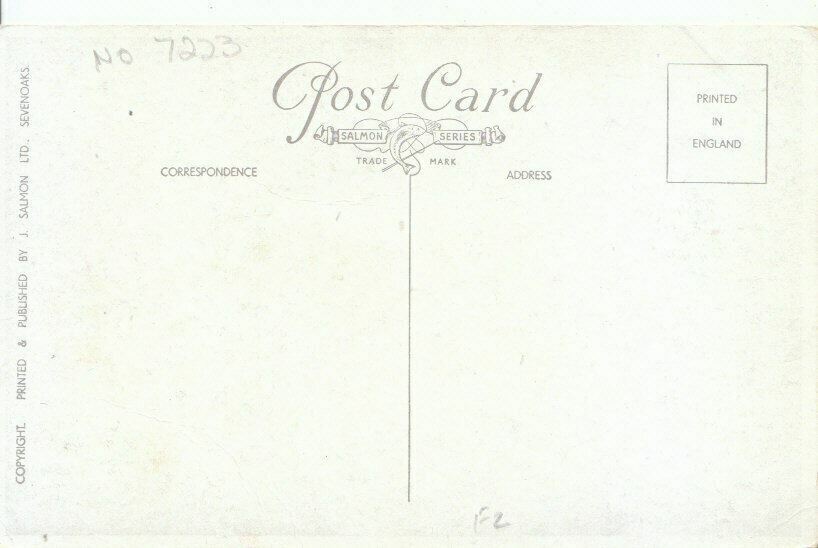 No 7223
Post Card
SALMON SERIES
TRADE MARK
CORRESPONDENCE
ADDRESS
PRINTED
IN
ENGLAND
COPYRIGHT. PRINTED & PUBLISHED BY J. SALMON LTD. SEVENOAKS.
F2